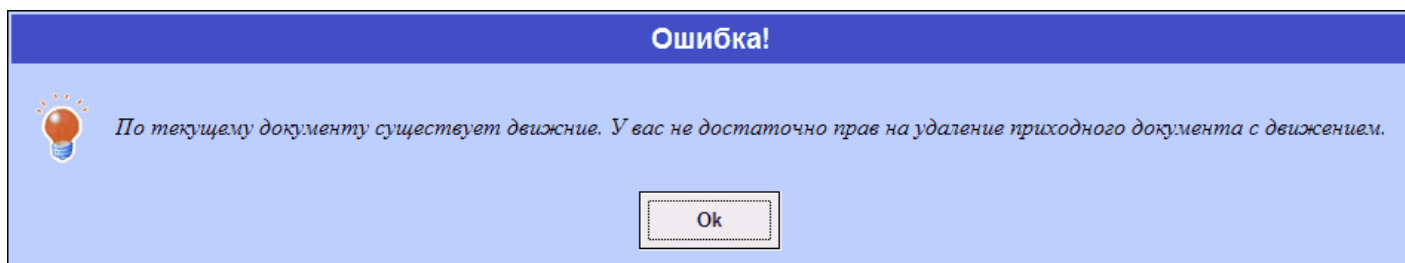 Ошибка!
По текущему документу существует движние. У вас не достаточно прав на удаление приходного документа с движением.
Ok